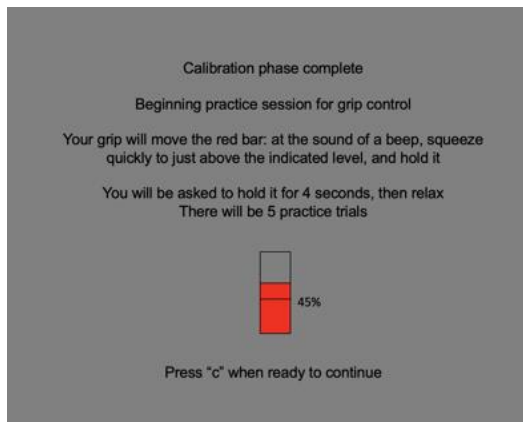 Calibration phase complete
Beginning practice session for grip control
Your grip will move the red bar: at the sound of a beep, squeeze
quickly to just above the indicated level, and hold it
You will be asked to hold it for 4 seconds, then relax
There will be 5 practice trials
45%
Press “c” when ready to continue